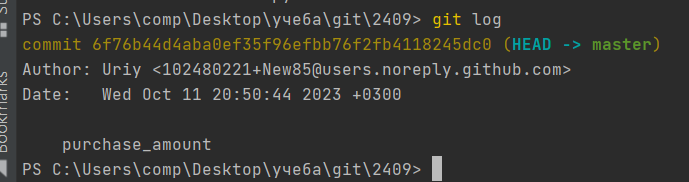 PS C:\Users\comp\Desktop\уче6а\git\2409> git log
commit 6f76b44d4aba0ef35f96efbb76f2fb4118245dc0 (HEAD -> master)
Author: Uriy <102480221+New85@users.noreply.github.com>
Date:   Wed Oct 11 20:50:44 2023 +0300
    purchase_amount
PS C:\Users\comp\Desktop\уче6а\git\2409>
Bookmarks